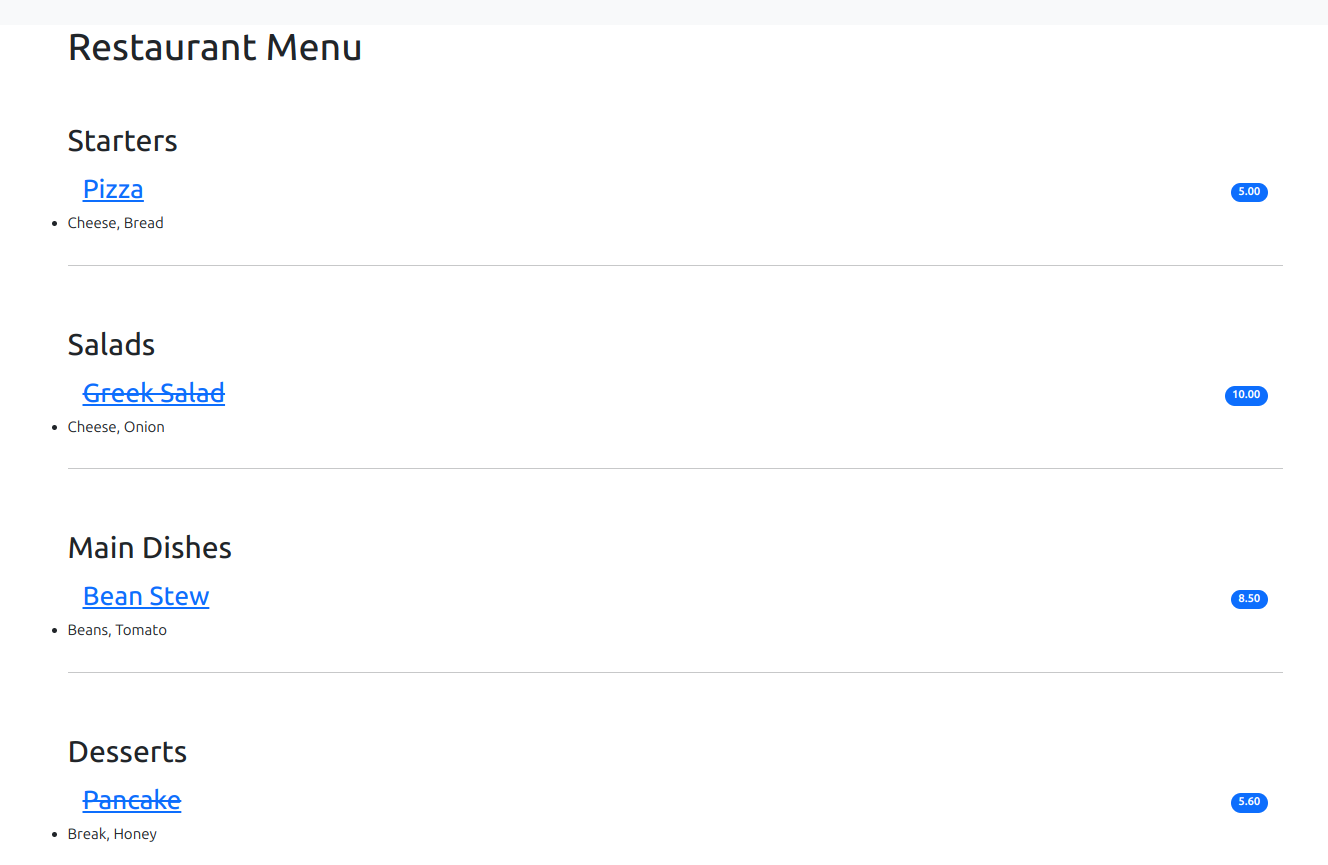 Restaurant Menu
Starters
Pizza 5.00
Cheese, Bread
Salads
Greek Salad 10.00
Cheese, Onion
Main Dishes
Bean Stew 8.50
Beans, Tomato
Desserts
Pancake 5.60
Break, Honey